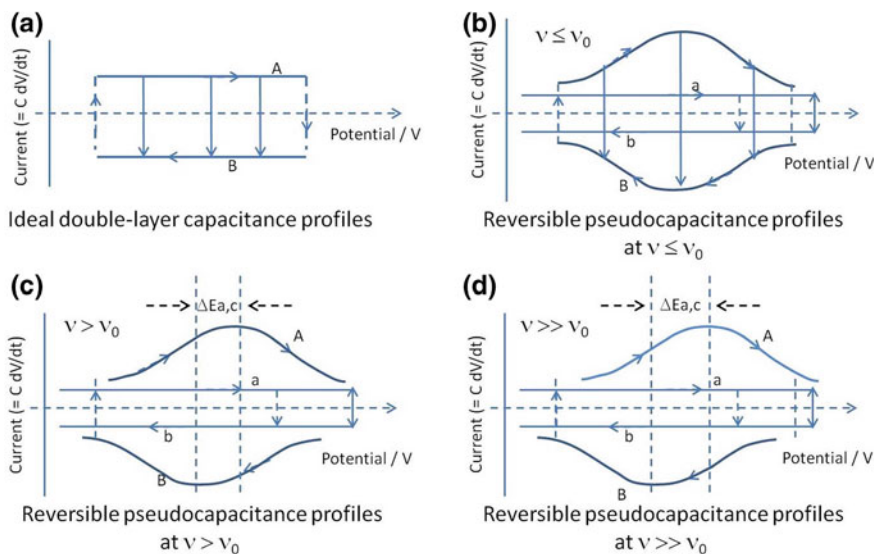 (a)
Current (= C dV/dt)
A
Potential / V
B
Ideal double-layer capacitance profiles
(b)
Current (= C dV/dt)
ν ≤ ν₀
a
b
Potential / V
B
Reversible pseudocapacitance profiles
at ν ≤ ν₀
(c)
Current (= C dV/dt)
ΔEa,c
ν > ν₀
A
a
b
Potential / V
B
Reversible pseudocapacitance profiles
at ν > ν₀
(d)
Current (= C dV/dt)
ΔEa,c
ν >> ν₀
A
a
b
Potential / V
B
Reversible pseudocapacitance profiles
at ν >> ν₀